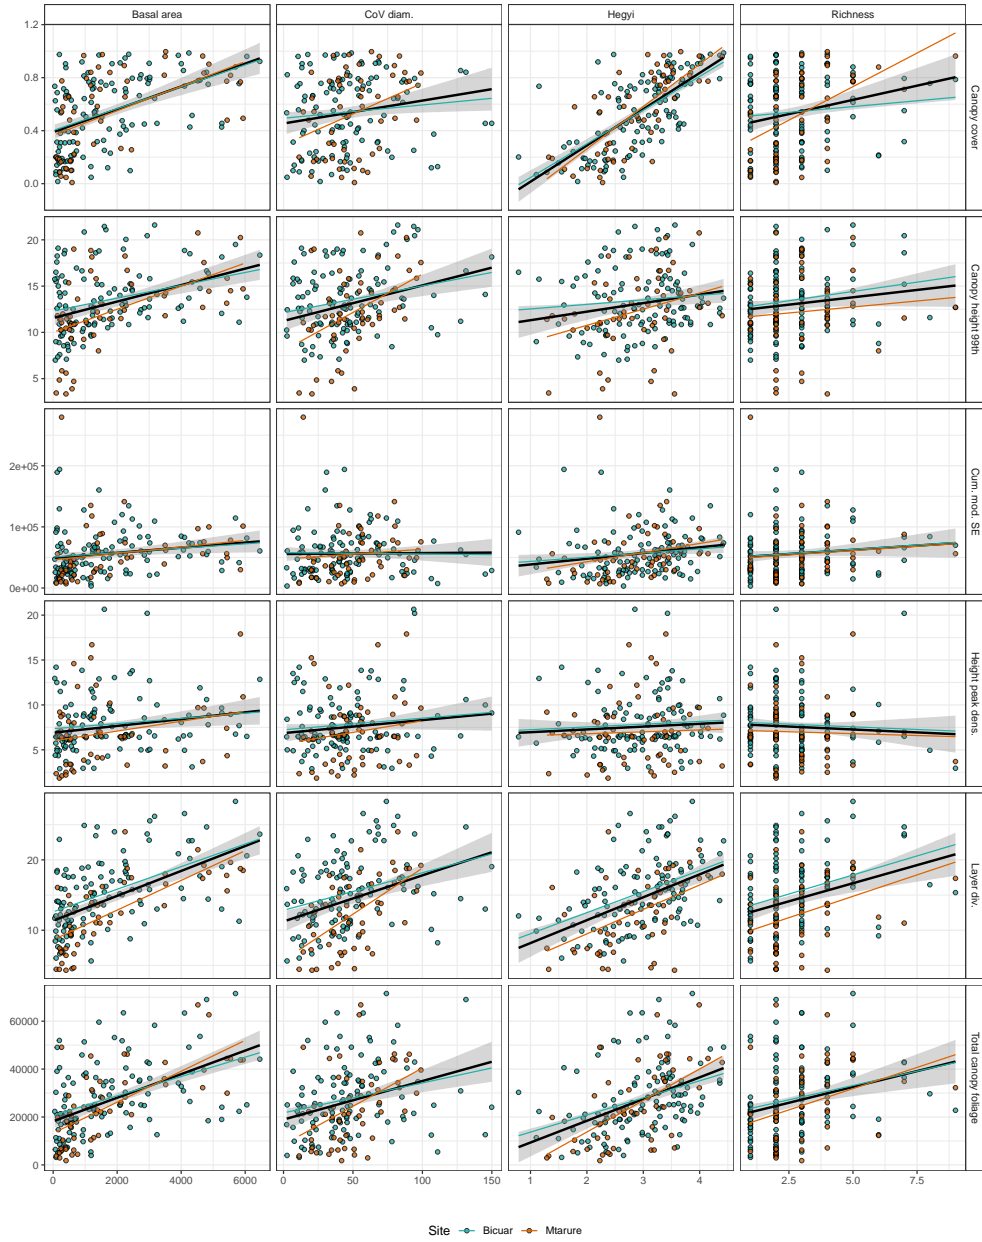 Basal area CoV diam. Hegyi Richness
1.2
0.8
0.4
0.0
Canopy cover
20
15
10
5
Canopy height 99th
2e+05
1e+05
0e+00
Cum. mod. SE
20
15
10
5
Height peak dens.
20
10
Layer div.
60000
40000
20000
0
Total canopy foliage
0 2000 4000 6000 0 50 100 150 1 2 3 4 2.5 5.0 7.5
Site Bicuar Mtarure